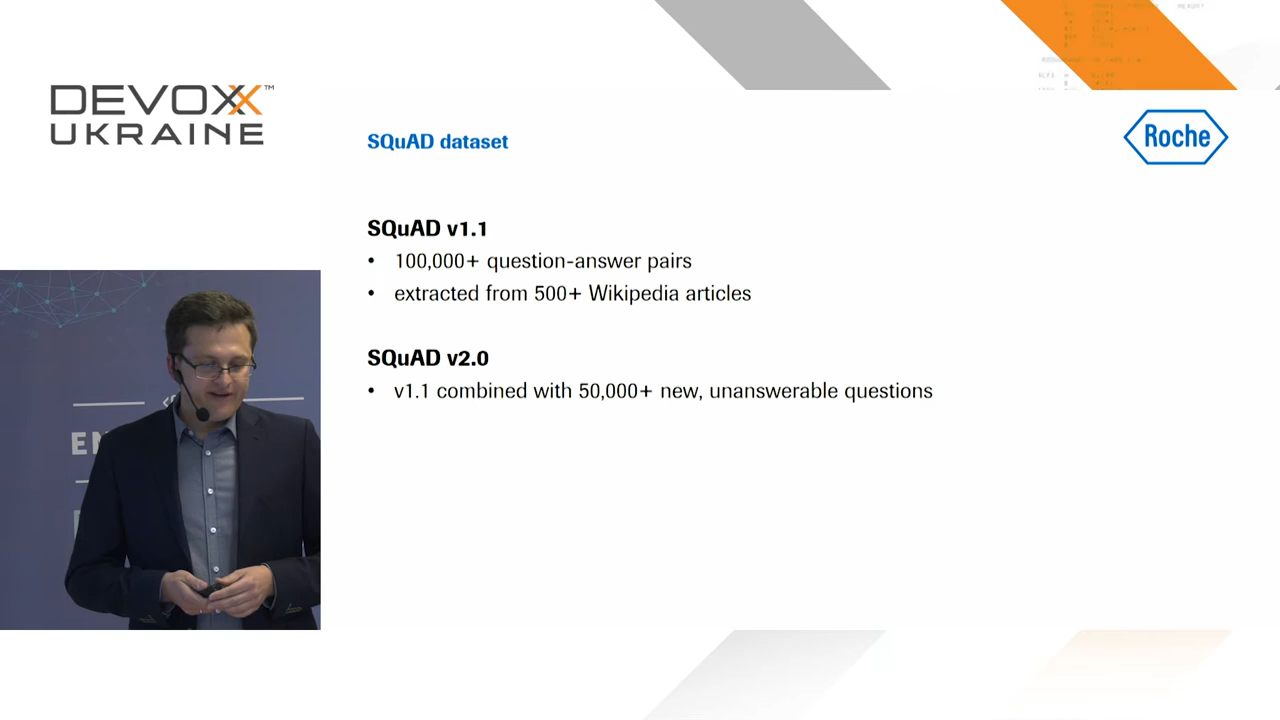 DEVOXX™
UKRAINE
SQuAD dataset
Roche
SQuAD v1.1
• 100,000+ question-answer pairs
• extracted from 500+ Wikipedia articles
SQuAD v2.0
• v1.1 combined with 50,000+ new, unanswerable questions